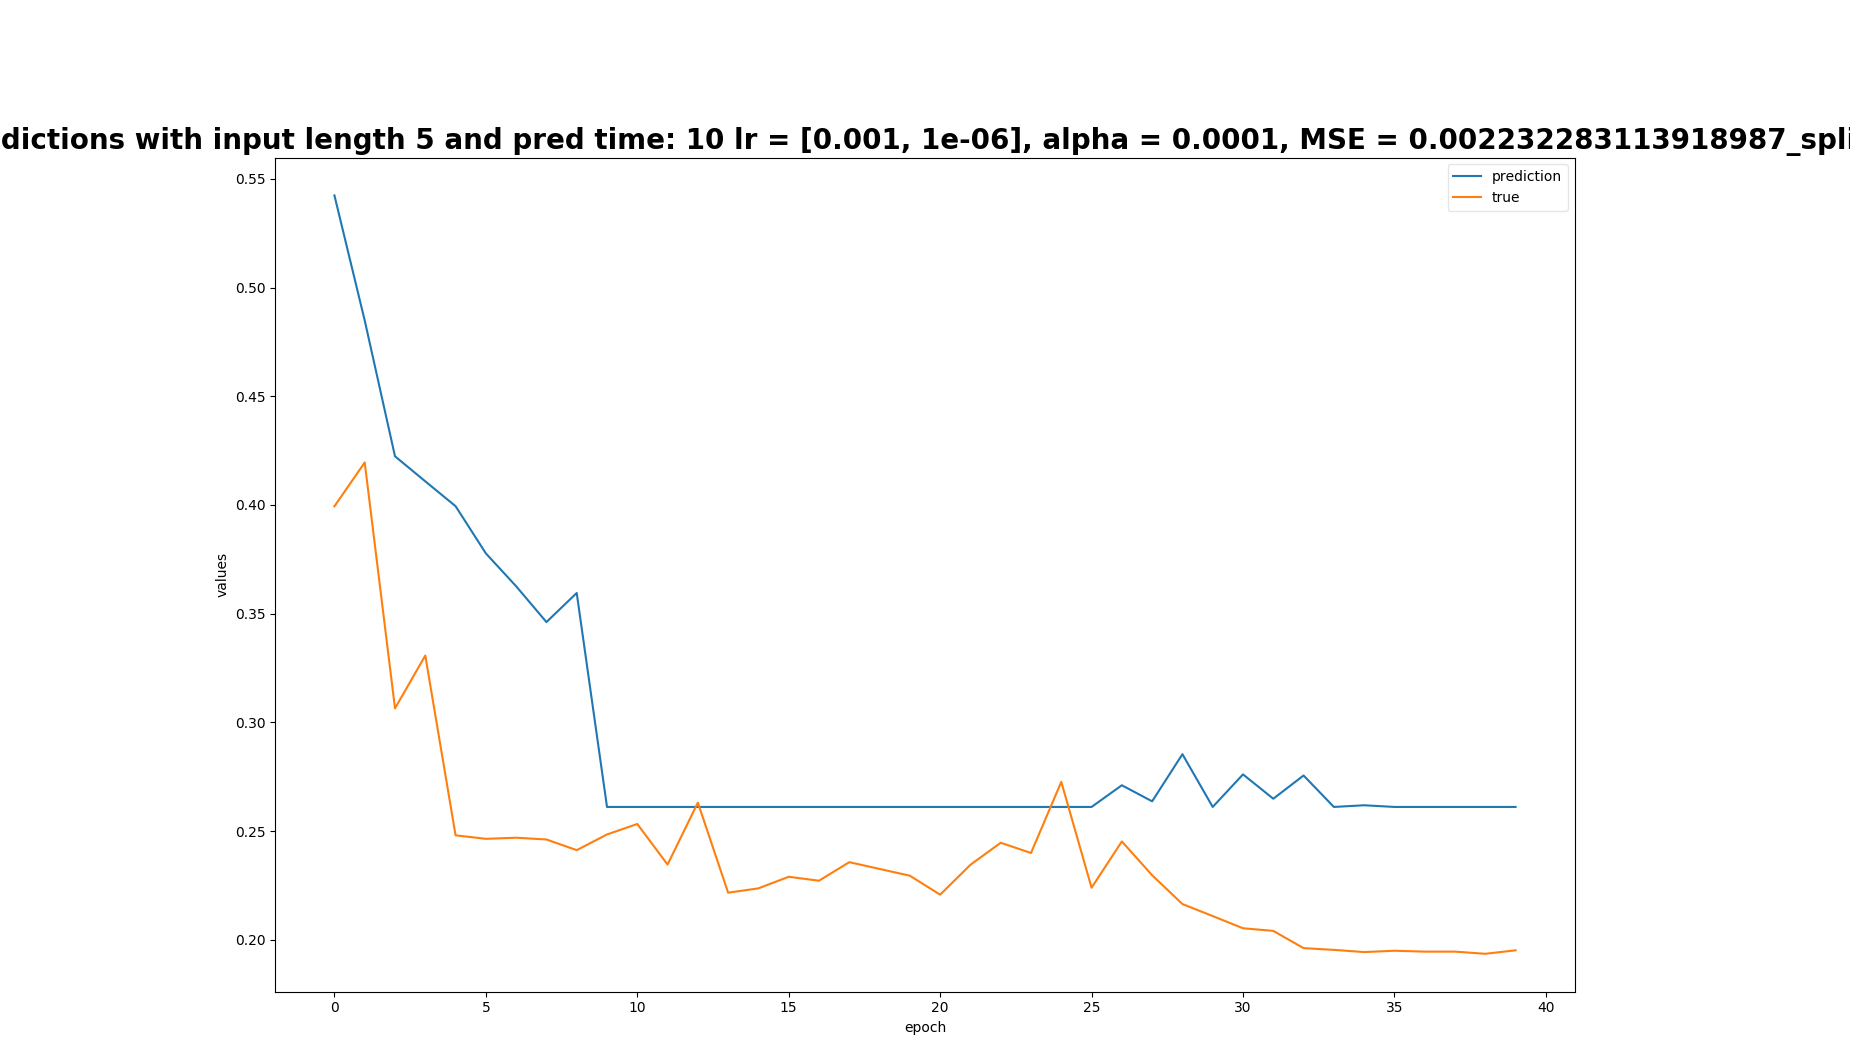 dictions with input length 5 and pred time: 10 lr = [0.001, 1e-06], alpha = 0.0001, MSE = 0.002232283113918987_spli
prediction
true
0.55
0.50
0.45
0.40
0.35
0.30
0.25
0.20
values
0 5 10 15 20 25 30 35 40
epoch